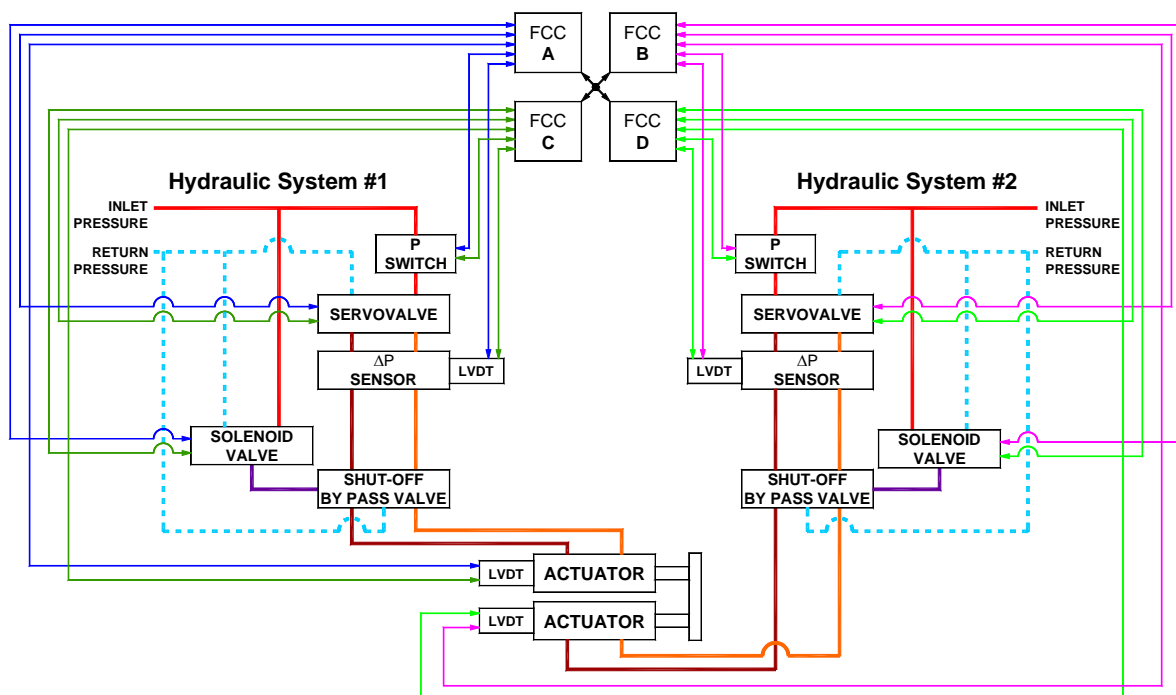 FCC
A
FCC
B
FCC
C
FCC
D
Hydraulic System #1
Hydraulic System #2
INLET
PRESSURE
RETURN
PRESSURE
P
SWITCH
SERVOVALVE
ΔP
SENSOR
LVDT
SOLENOID
VALVE
SHUT-OFF
BY PASS VALVE
INLET
PRESSURE
RETURN
PRESSURE
P
SWITCH
SERVOVALVE
LVDT
ΔP
SENSOR
SOLENOID
VALVE
SHUT-OFF
BY PASS VALVE
LVDT
ACTUATOR
LVDT
ACTUATOR